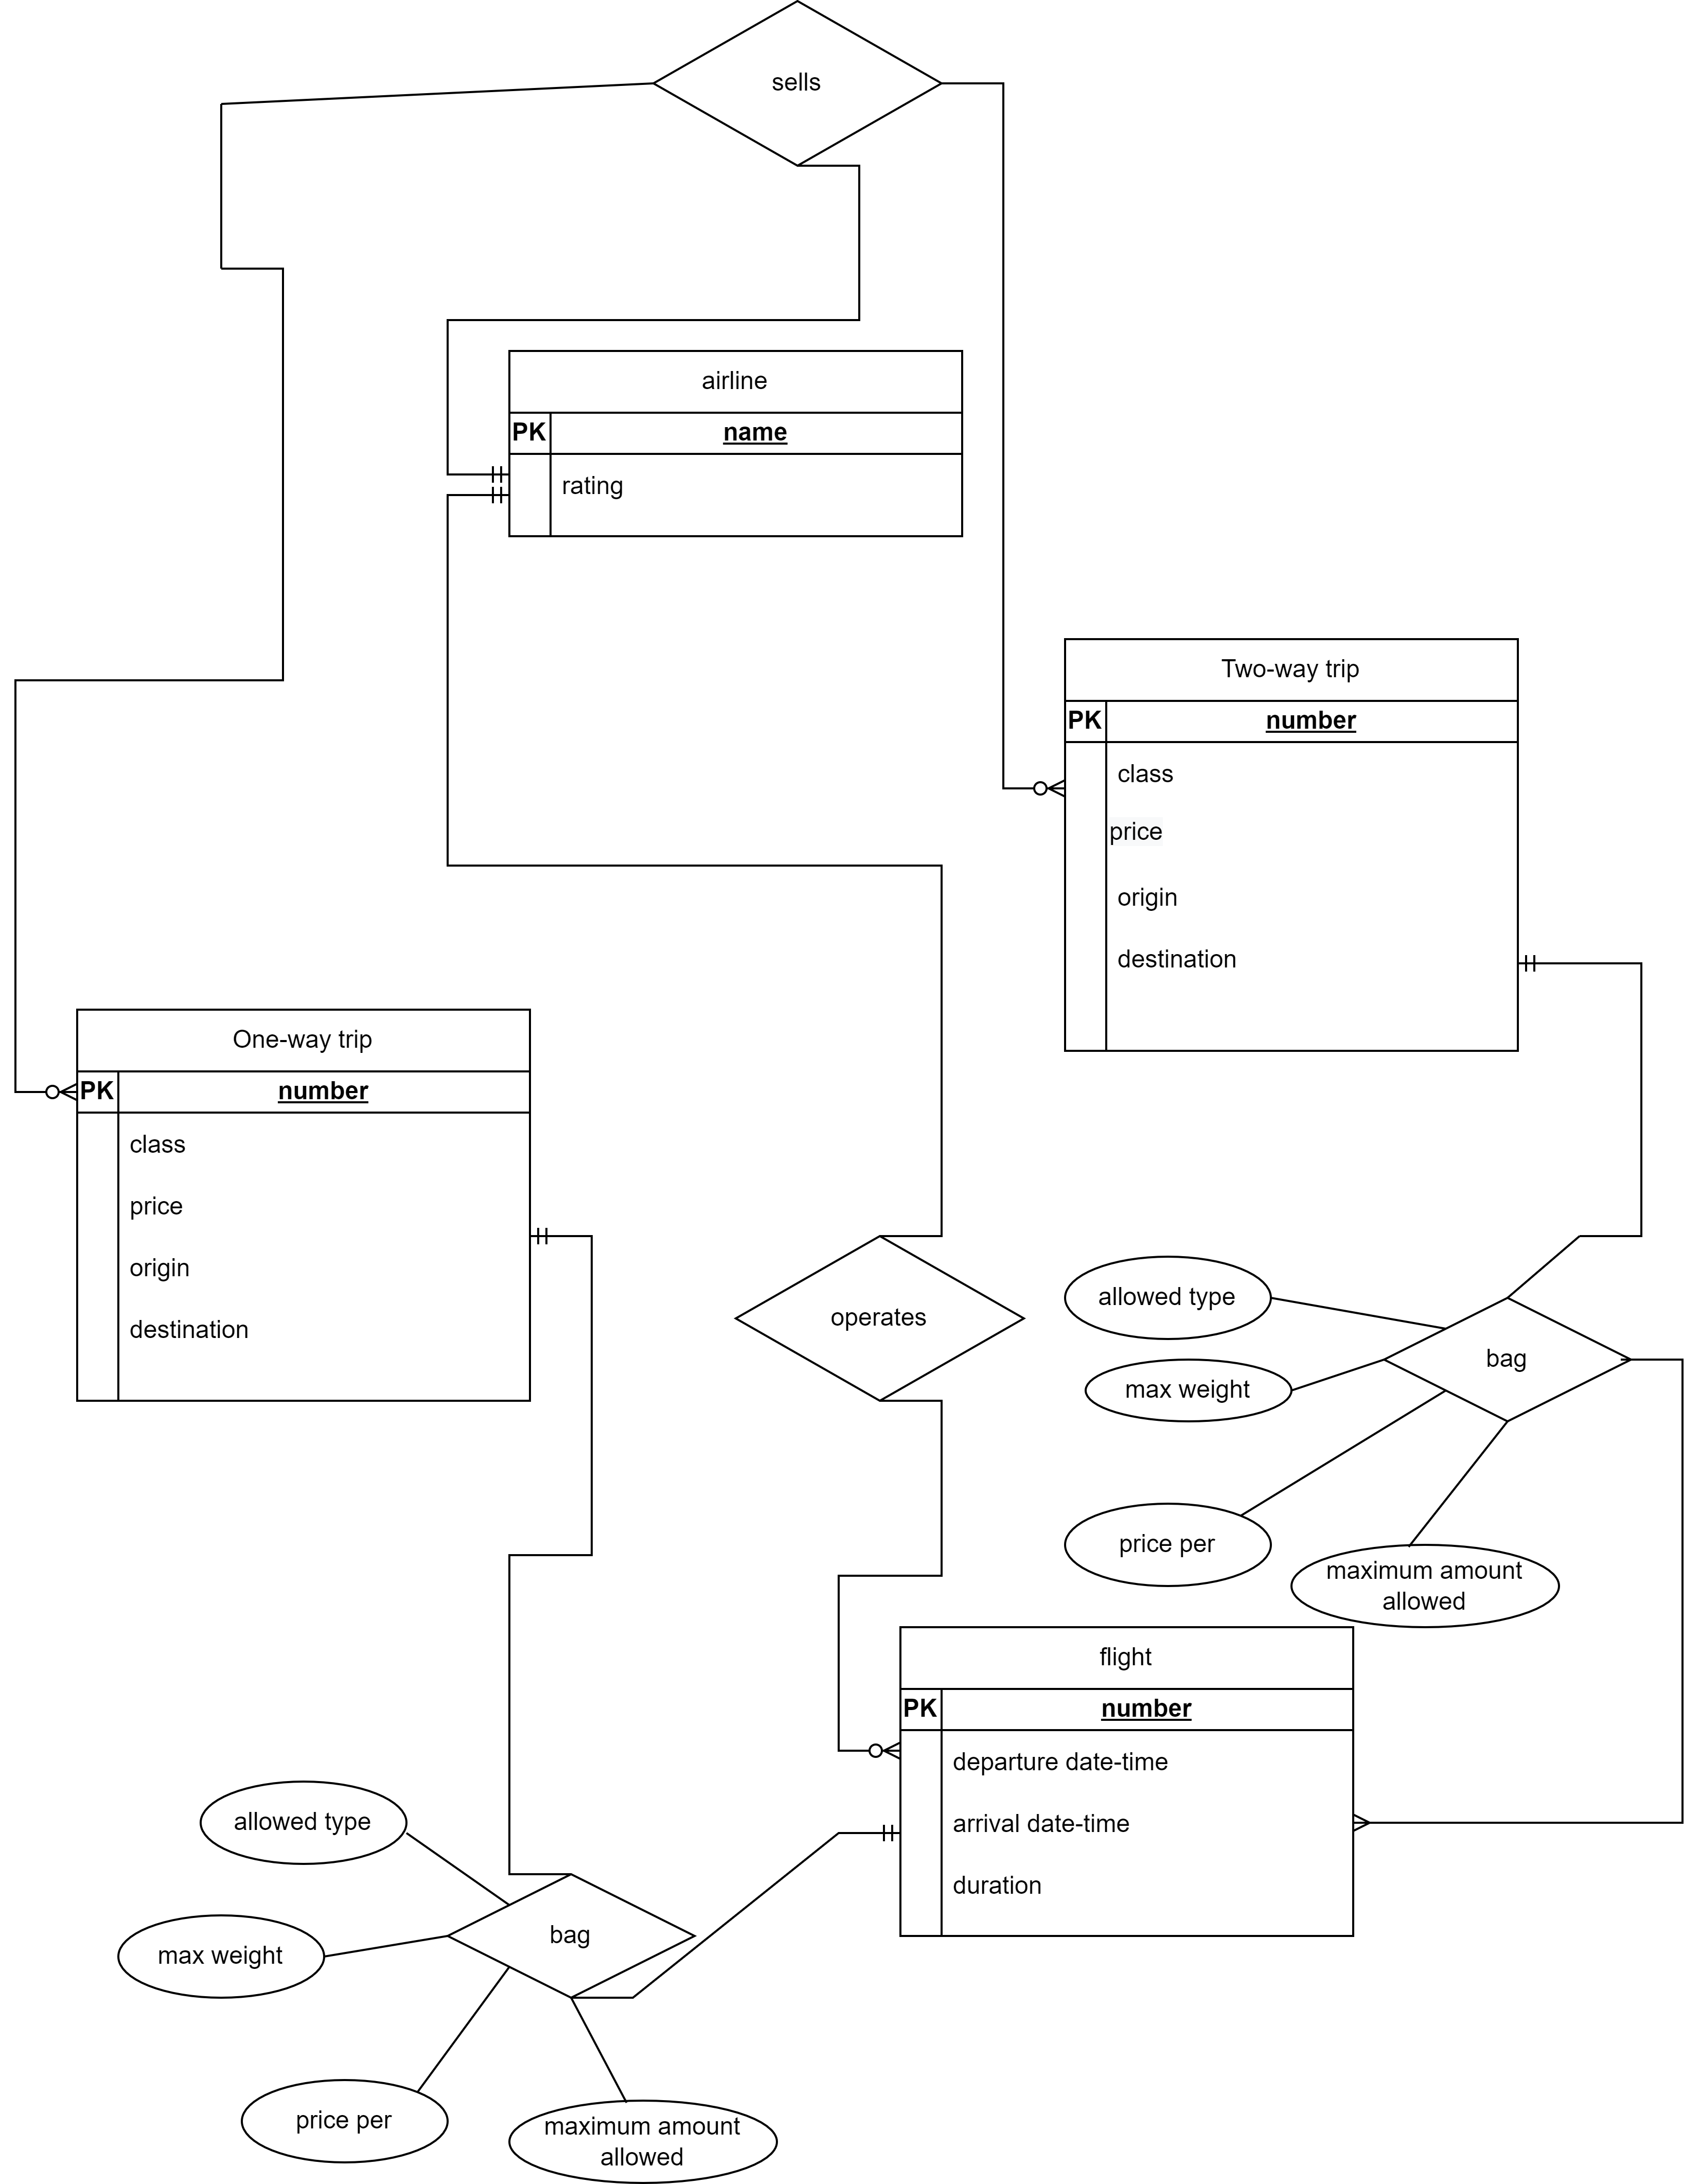 sells
airline
PK name
rating
Two-way trip
PK number
class
price
origin
destination
One-way trip
PK number
class
price
origin
destination
operates
allowed type
max weight
bag
price per
maximum amount
allowed
flight
PK number
departure date-time
arrival date-time
duration
allowed type
max weight
bag
price per
maximum amount
allowed